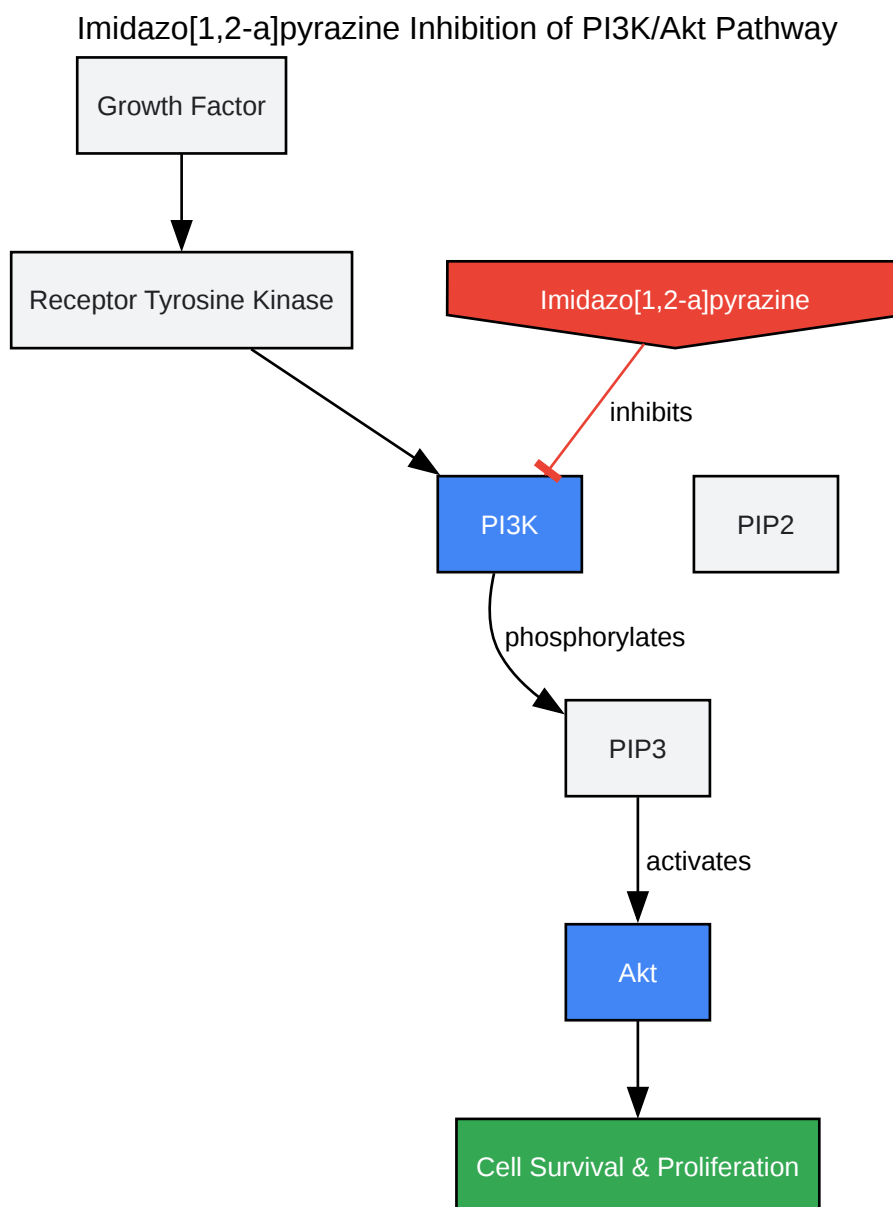 Imidazo[1,2-a]pyrazine Inhibition of PI3K/Akt Pathway
Growth Factor
Receptor Tyrosine Kinase
Imidazo[1,2-a]pyrazine
inhibits
PI3K
PIP2
phosphorylates
PIP3
activates
Akt
Cell Survival & Proliferation